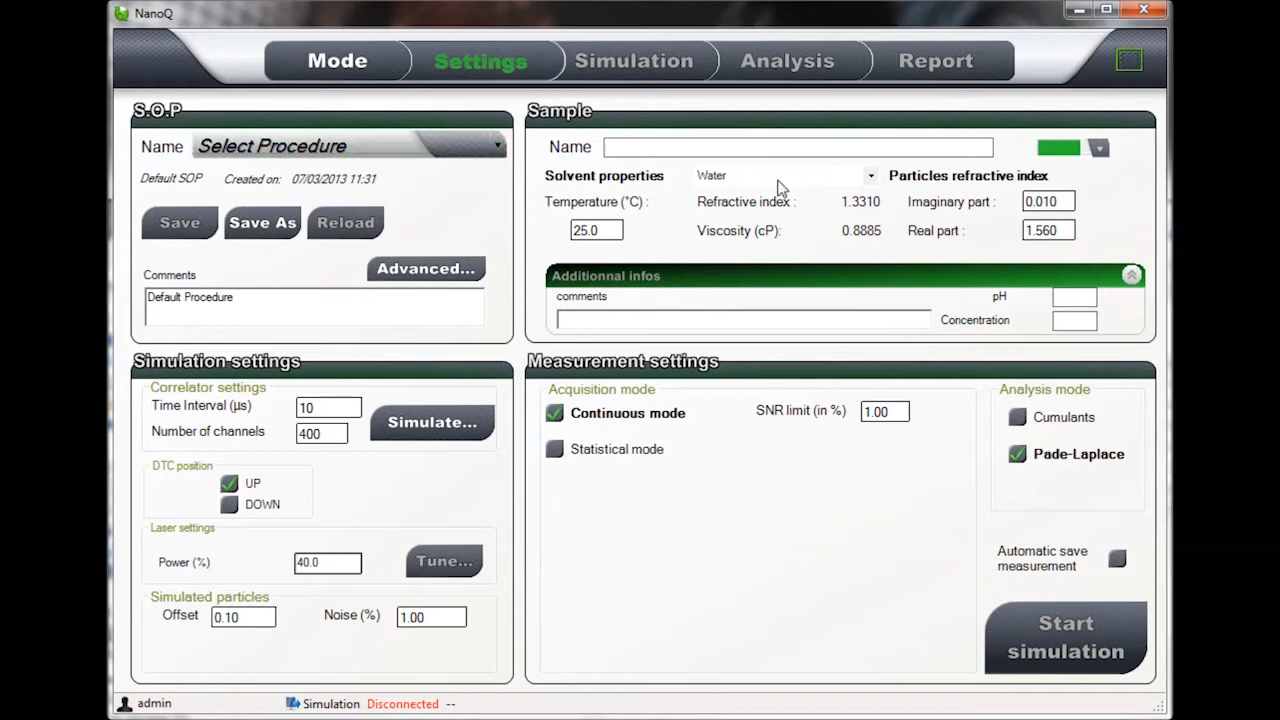 NanoQ
Mode
Settings
Simulation
Analysis
Report
S.O.P
Name
Select Procedure
Default SOP
Created on: 07/03/2013 11:31
Save
Save As
Reload
Advanced...
Comments
Default Procedure
Sample
Name
Solvent properties
Water
Particles refractive index
Temperature (°C) :
Refractive index :
1.3310
Imaginary part :
0.010
25.0
Viscosity (cP):
0.8885
Real part :
1.560
Additionnal infos
comments
pH
Concentration
Simulation settings
Correlator settings
Time Interval (µs)
10
Number of channels
400
Simulate...
DTC position
UP
DOWN
Laser settings
Power (%)
40.0
Tune...
Simulated particles
Offset
0.10
Noise (%)
1.00
Measurement settings
Acquisition mode
Continuous mode
SNR limit (in %)
1.00
Statistical mode
Analysis mode
Cumulants
Pade-Laplace
Automatic save
measurement
Start
simulation
admin
Simulation
Disconnected
--